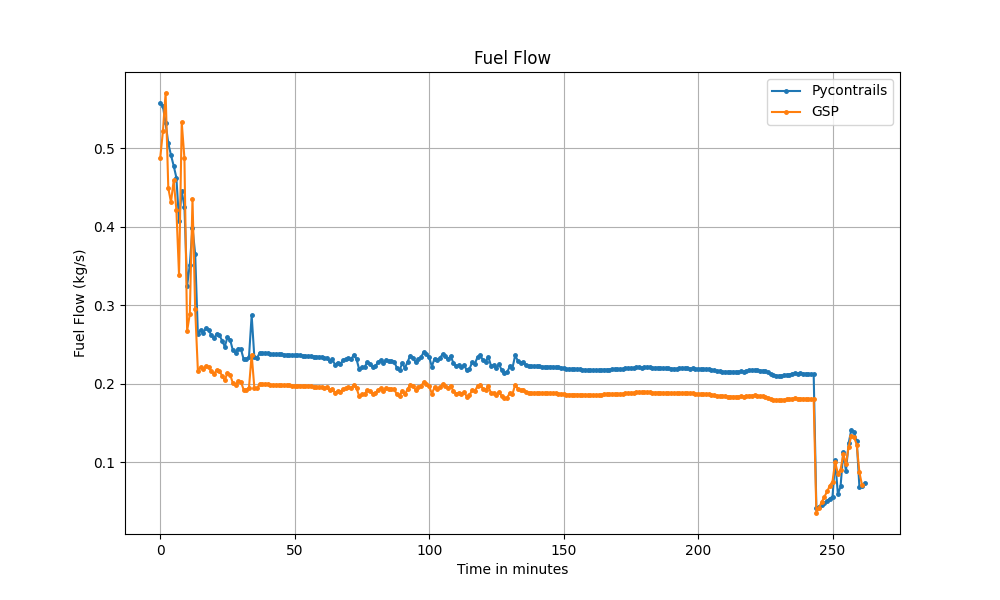 Fuel Flow
Pycontrails
GSP
Fuel Flow (kg/s)
0.5
0.4
0.3
0.2
0.1
0 50 100 150 200 250
Time in minutes